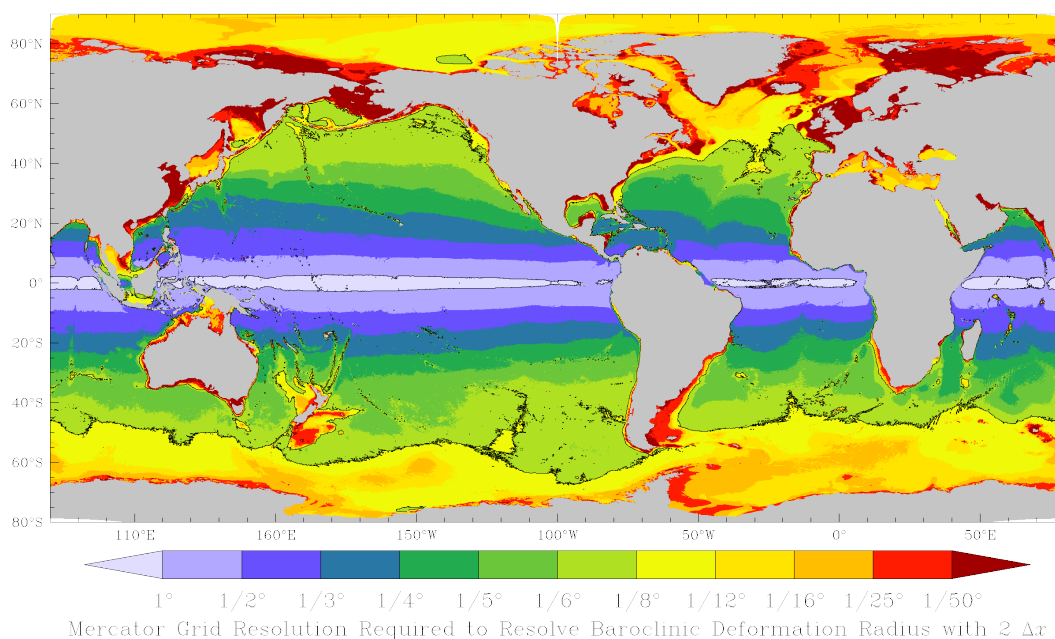 80°N
60°N
40°N
20°N
0°
20°S
40°S
60°S
80°S
110°E 160°E 150°W 100°W 50°W 0° 50°E
1° 1/2° 1/3° 1/4° 1/5° 1/6° 1/8° 1/12° 1/16° 1/25° 1/50°
Mercator Grid Resolution Required to Resolve Baroclinic Deformation Radius with 2 Δx